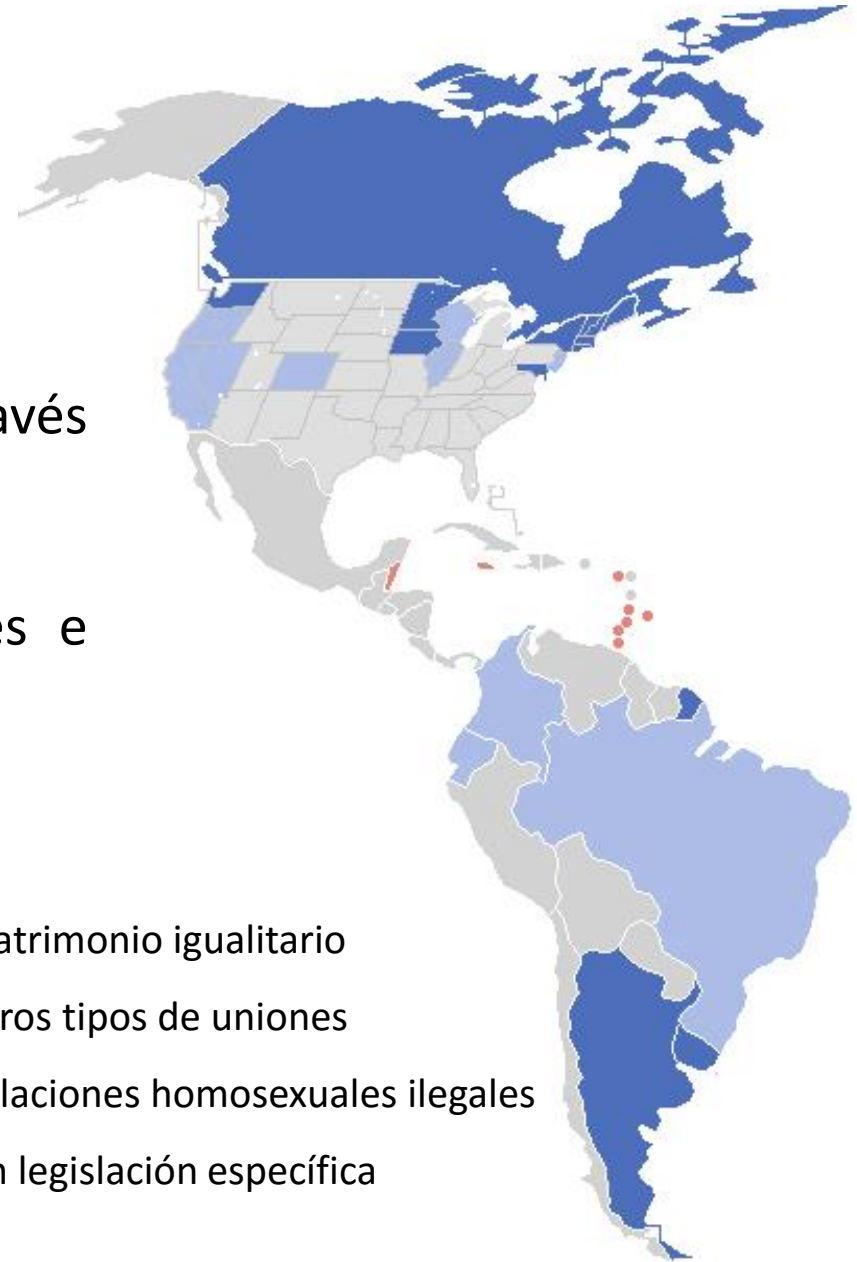 avés
es e
atrimonio igualitario
ros tipos de uniones
laciones homosexuales ilegales
n legislación específica